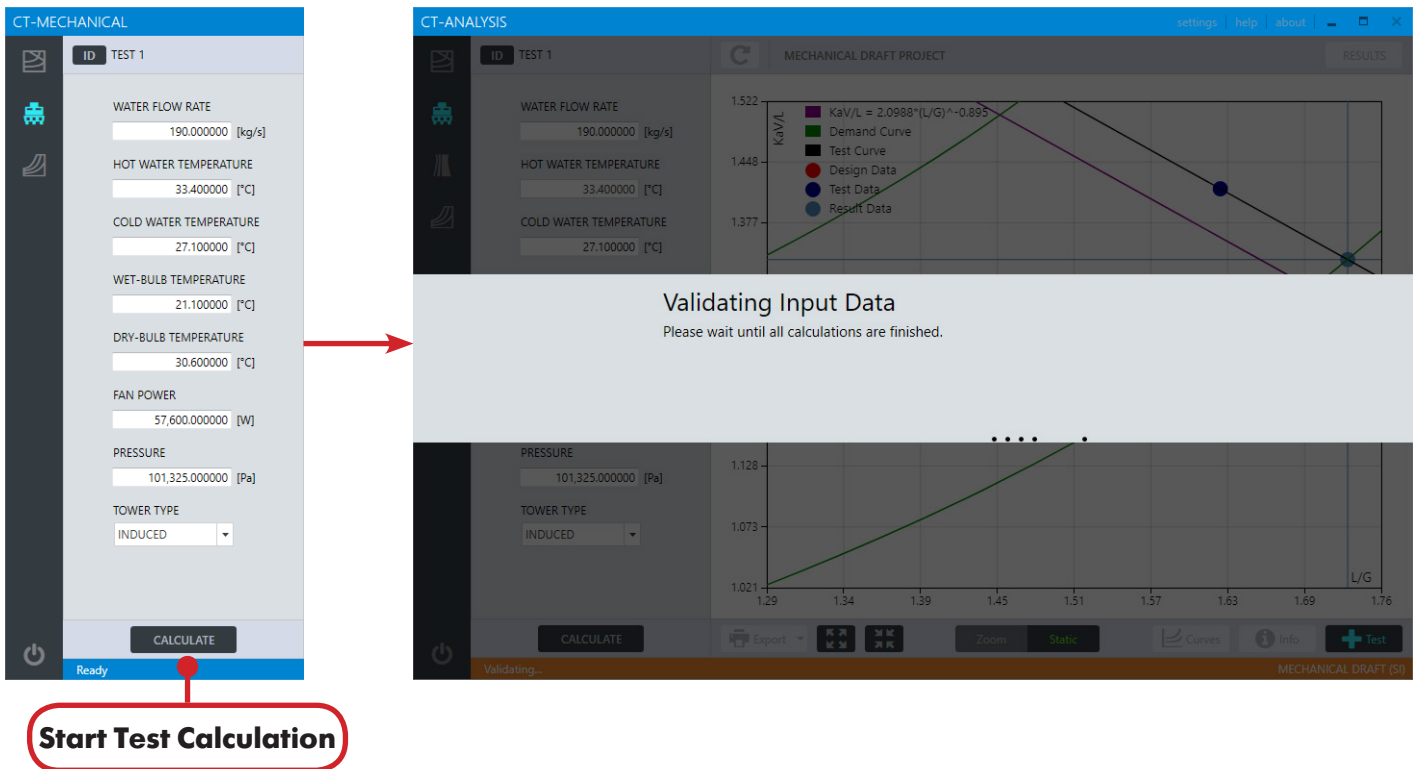 CT-MECHANICAL
ID TEST 1
WATER FLOW RATE
190.000000 [kg/s]
HOT WATER TEMPERATURE
33.400000 [°C]
COLD WATER TEMPERATURE
27.100000 [°C]
WET-BULB TEMPERATURE
21.100000 [°C]
DRY-BULB TEMPERATURE
30.600000 [°C]
FAN POWER
57,600.000000 [W]
PRESSURE
101,325.000000 [Pa]
TOWER TYPE
INDUCED
CALCULATE
Ready
Start Test Calculation
CT-ANALYSIS settings help about
ID TEST 1
MECHANICAL DRAFT PROJECT RESULTS
WATER FLOW RATE
190.000000 [kg/s]
HOT WATER TEMPERATURE
33.400000 [°C]
COLD WATER TEMPERATURE
27.100000 [°C]
1.522
KaV/L
KaV/L = 2.0988*(L/G)^-0.895
Demand Curve
Test Curve
1.448
Design Data
Test Data
Result Data
1.377
Validating Input Data
Please wait until all calculations are finished.
PRESSURE
101,325.000000 [Pa]
TOWER TYPE
INDUCED
1.128
1.073
1.021
L/G
1.29 1.34 1.39 1.45 1.51 1.57 1.63 1.69 1.76
CALCULATE
Export Zoom Static Curves Info Test
Validating... MECHANICAL DRAFT (SI)